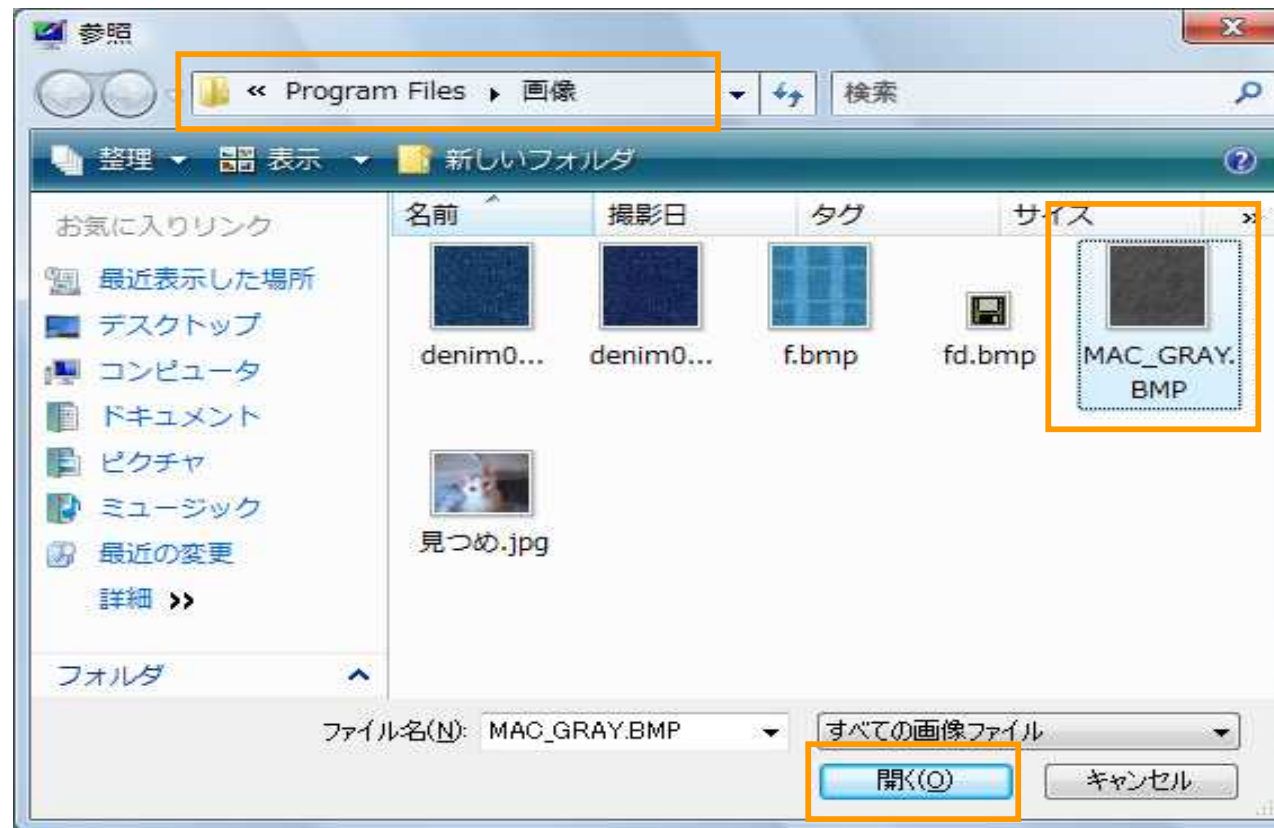 参照
« Program Files ▸ 画像
検索
整理 表示 新しいフォルダ
お気に入りリンク
最近表示した場所
デスクトップ
コンピュータ
ドキュメント
ピクチャ
ミュージック
最近の変更
詳細 »
フォルダ
名前 撮影日 タグ サイズ »
denim0... denim0... f.bmp fd.bmp MAC_GRAY.
BMP
見つめ.jpg
ファイル名(N): MAC_GRAY.BMP すべての画像ファイル
開く(O) キャンセル